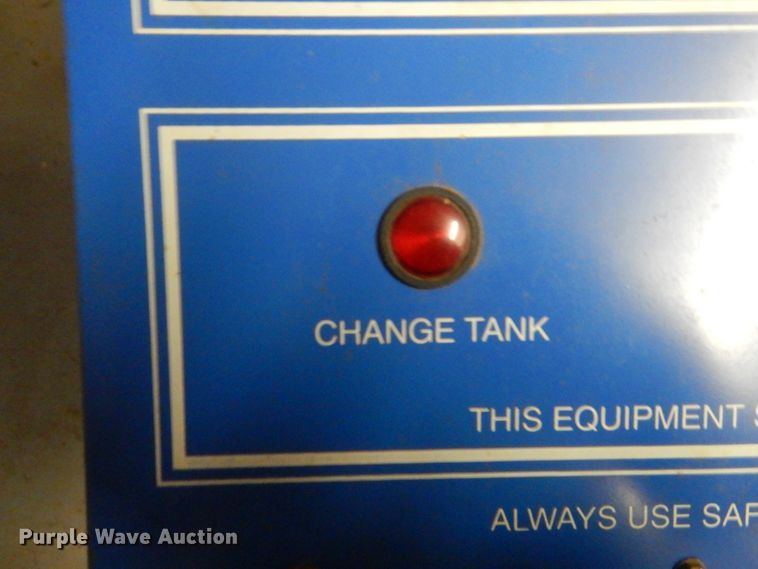 CHANGE TANK
THIS EQUIPMENT
ALWAYS USE
Purple Wave Auction